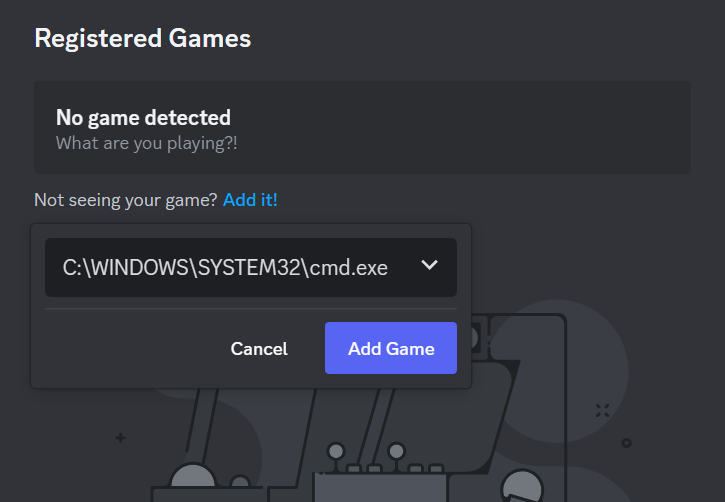 Registered Games
No game detected
What are you playing?!
Not seeing your game? Add it!
C:\WINDOWS\SYSTEM32\cmd.exe
Cancel
Add Game